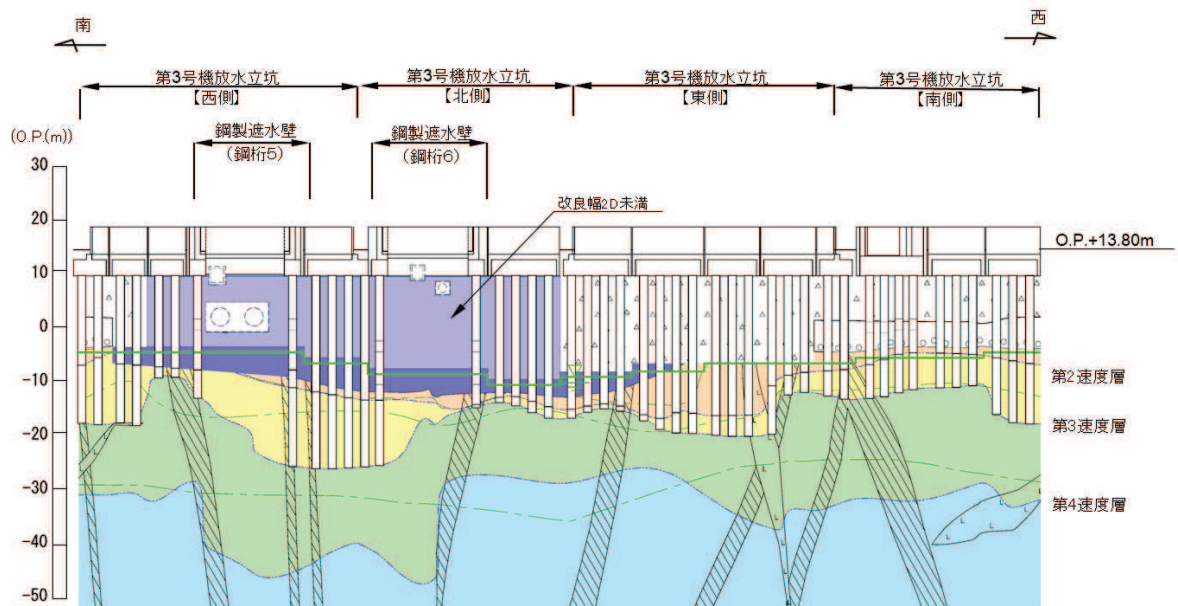 南
西
第3号機放水立坑
【西側】
第3号機放水立坑
【北側】
第3号機放水立坑
【東側】
第3号機放水立坑
【南側】
鋼製遮水壁
(鋼桁5)
鋼製遮水壁
(鋼桁6)
(O.P.(m))
30
20
10
0
-10
-20
-30
-40
-50
改良幅2D未満
O.P.+13.80m
第2速度層
第3速度層
第4速度層